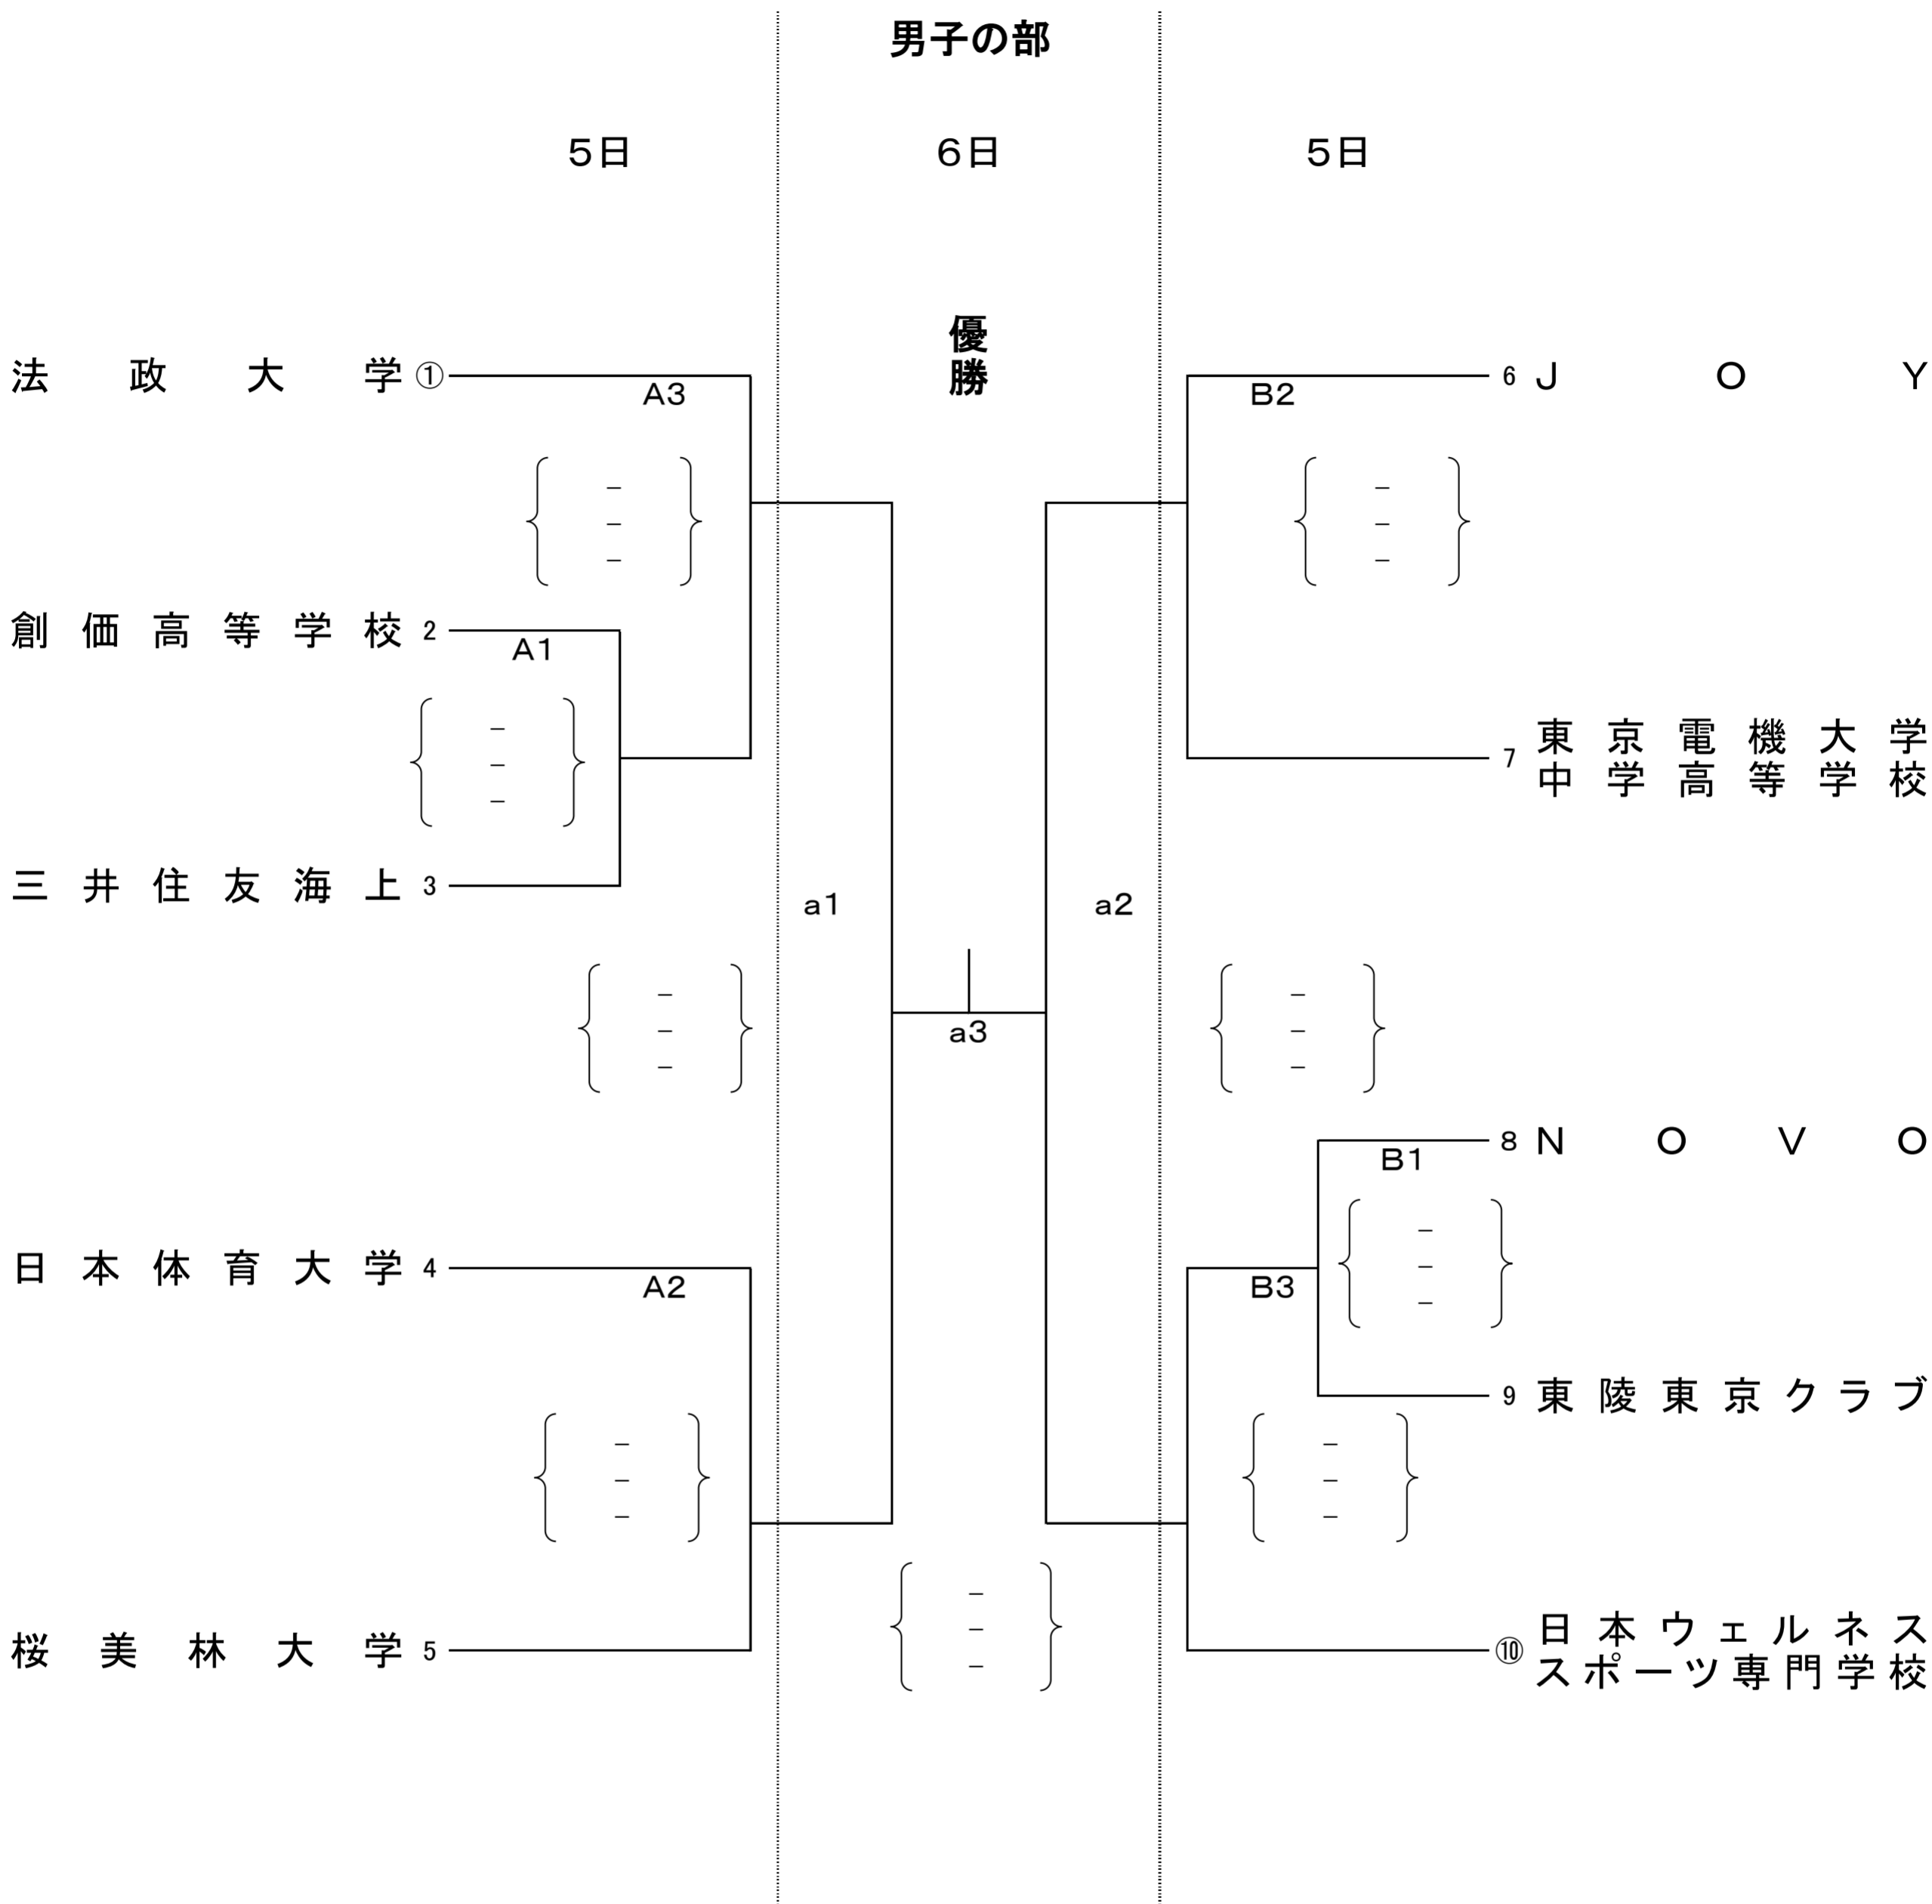 男子の部
5日 6日 5日
優勝
法政大学 ①
A3
B2
6 JOY
－ －
－ －
－ －
創価高等学校 2
A1
－
－
－
7 東京電機大学
中学高等学校
三井住友海上 3
a1 a2
－ －
－ －
－ －
a3
8 NOVO
B1
－
－
－
日本体育大学 4
A2
B3
9 東陵東京クラブ
－ －
－ －
－ －
桜美林大学 5
⑩ 日本ウェルネス
スポーツ専門学校
－
－
－